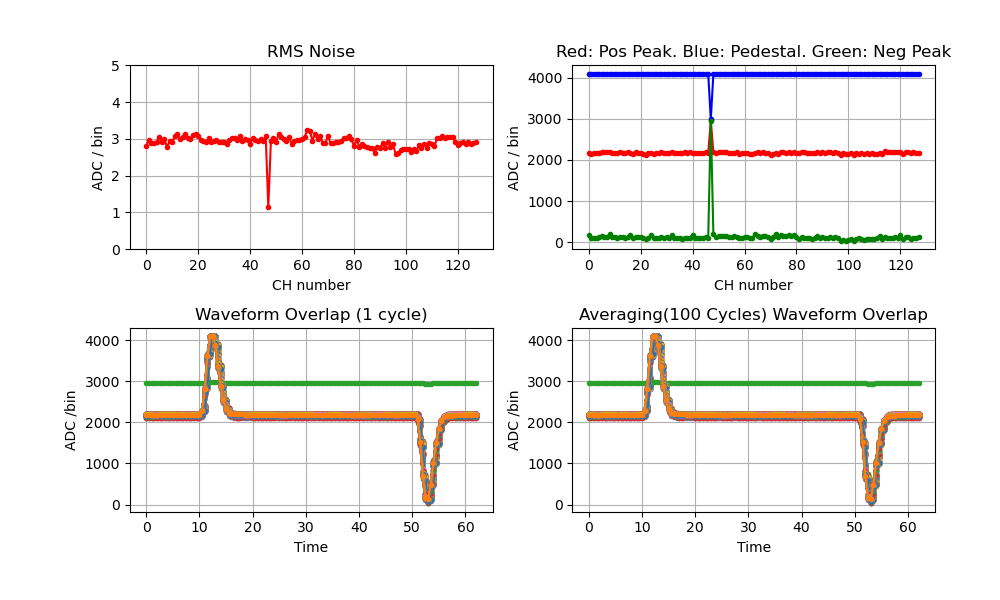 RMS Noise
5
4
3
2
1
0
ADC / bin
0 20 40 60 80 100 120
CH number
Red: Pos Peak. Blue: Pedestal. Green: Neg Peak
4000
3000
2000
1000
0
ADC / bin
0 20 40 60 80 100 120
CH number
Waveform Overlap (1 cycle)
4000
3000
2000
1000
0
ADC /bin
0 10 20 30 40 50 60
Time
Averaging(100 Cycles) Waveform Overlap
4000
3000
2000
1000
0
ADC /bin
0 10 20 30 40 50 60
Time